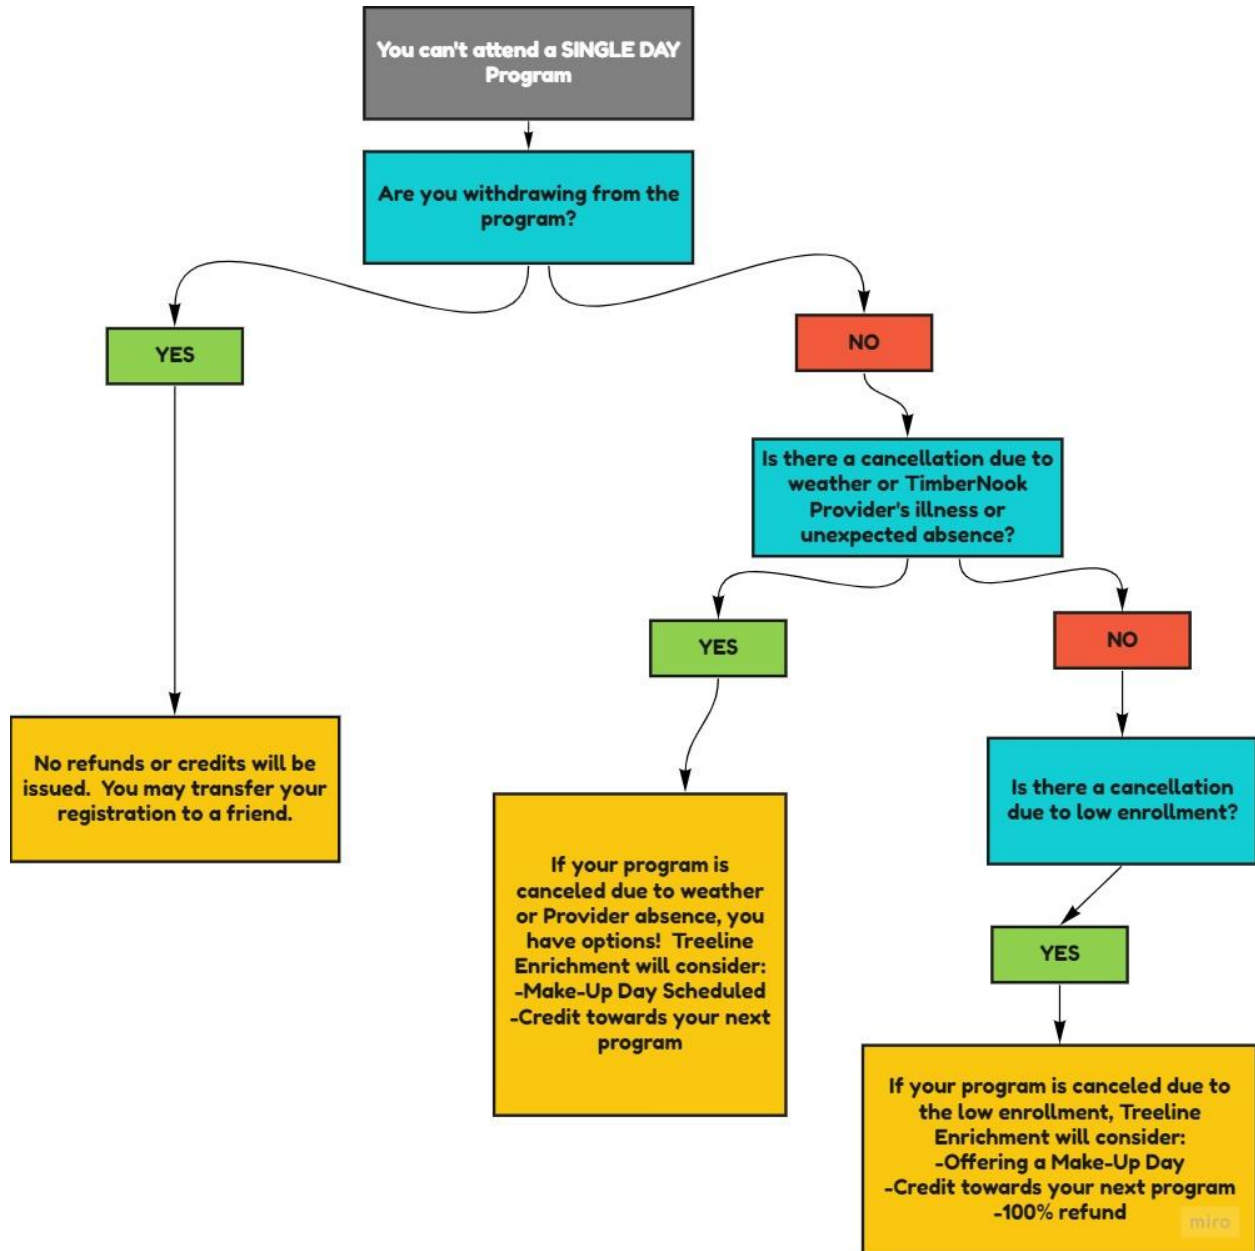 You can't attend a SINGLE DAY
Program
Are you withdrawing from the
program?
YES
NO
Is there a cancellation due to
weather or TimberNook
Provider's illness or
unexpected absence?
YES
NO
No refunds or credits will be
issued.  You may transfer your
registration to a friend.
Is there a cancellation
due to low enrollment?
If your program is
canceled due to weather
or Provider absence, you
have options!  Treeline
Enrichment will consider:
-Make-Up Day Scheduled
-Credit towards your next
program
YES
If your program is canceled due to
the low enrollment, Treeline
Enrichment will consider:
-Offering a Make-Up Day
-Credit towards your next program
-100% refund
miro